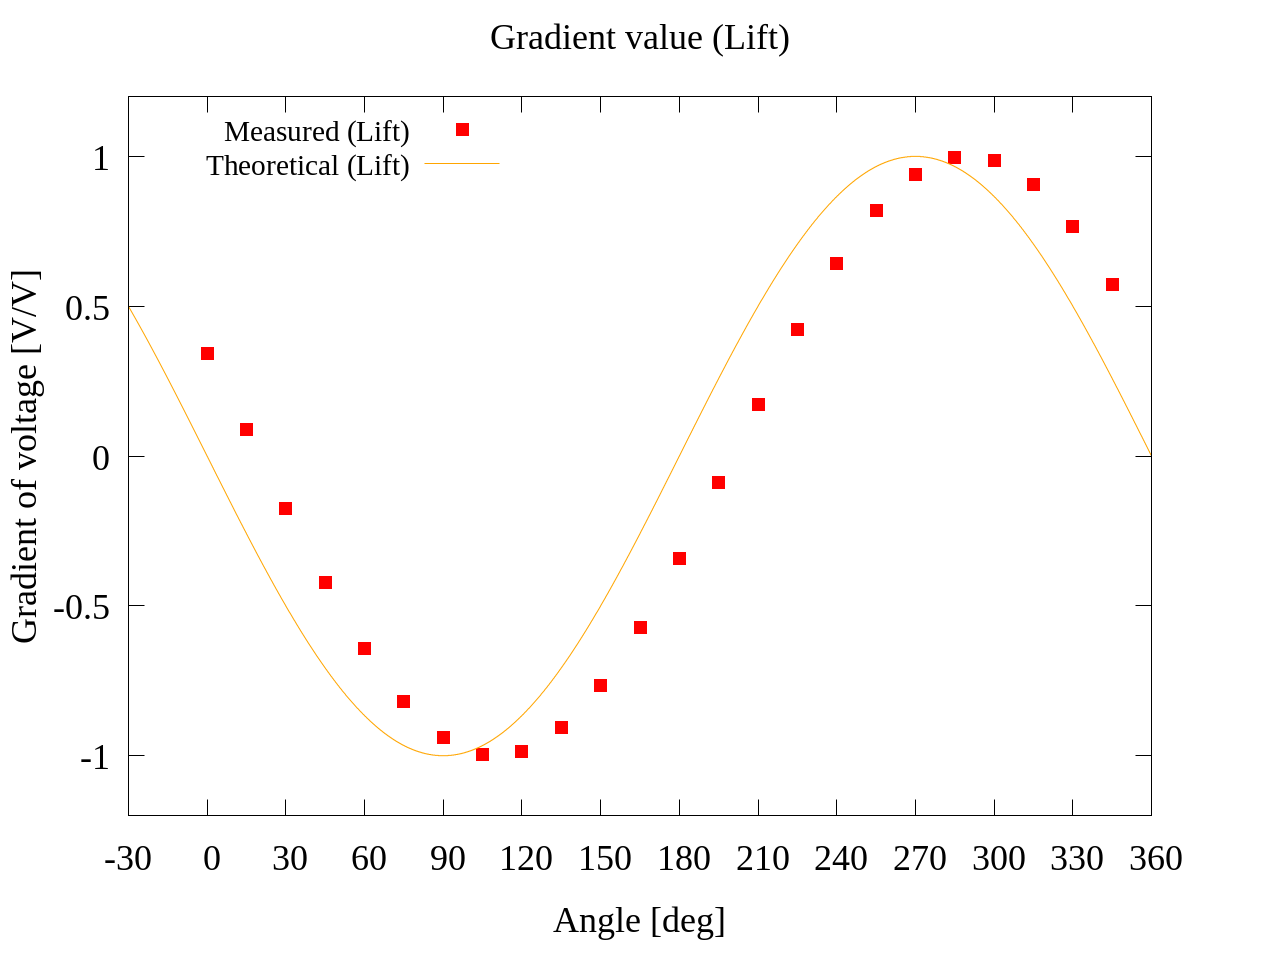 Gradient value (Lift)
Measured (Lift)
Theoretical (Lift)
1
0.5
0
-0.5
-1
Gradient of voltage [V/V]
-30 0 30 60 90 120 150 180 210 240 270 300 330 360
Angle [deg]